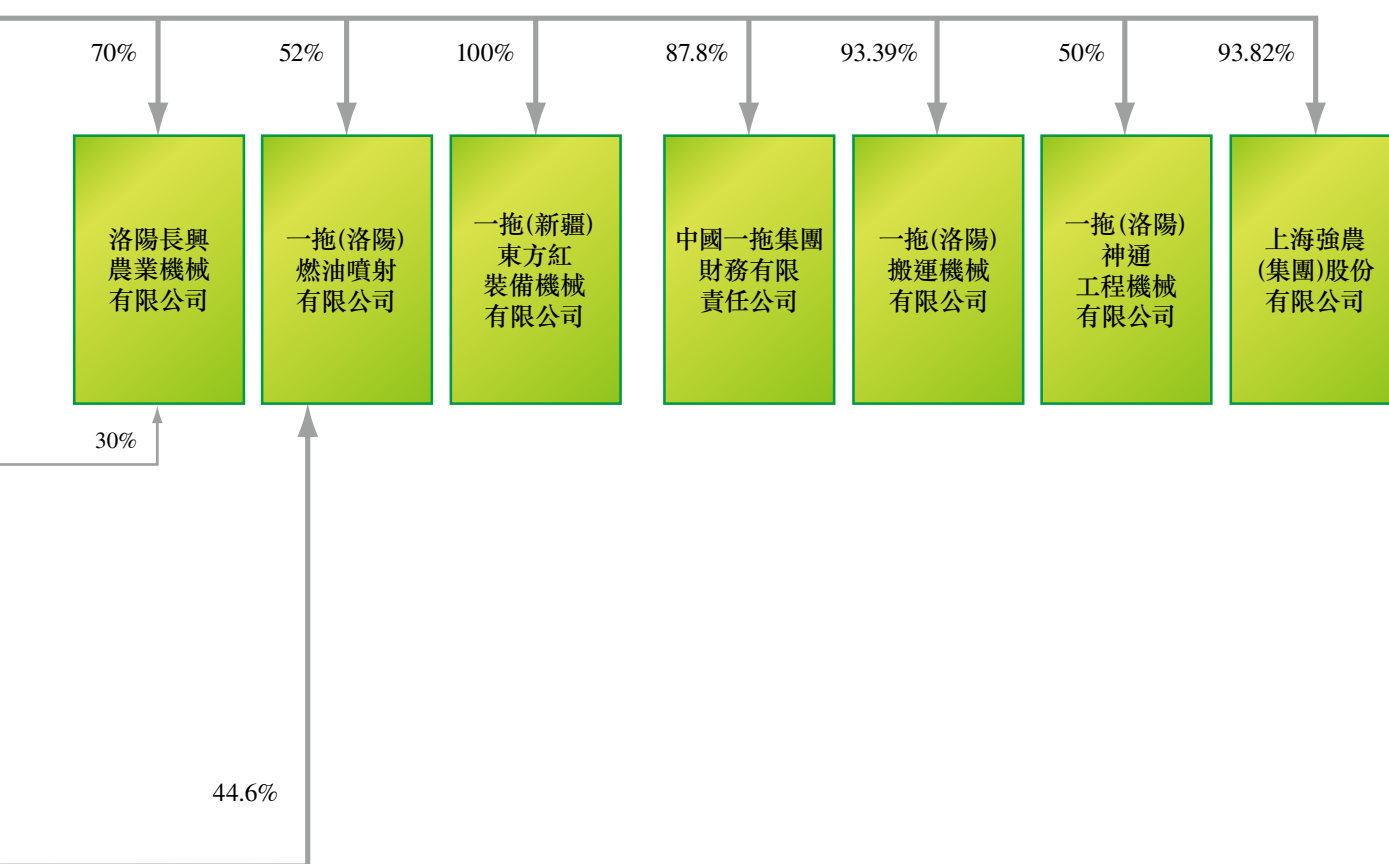 70%
52%
100%
87.8%
93.39%
50%
93.82%
洛陽長興
農業機械
有限公司
一拖(洛陽)
燃油噴射
有限公司
一拖(新疆)
東方紅
裝備機械
有限公司
中國一拖集團
財務有限
責任公司
一拖(洛陽)
搬運機械
有限公司
一拖(洛陽)
神通
工程機械
有限公司
上海強農
(集團)股份
有限公司
30%
44.6%